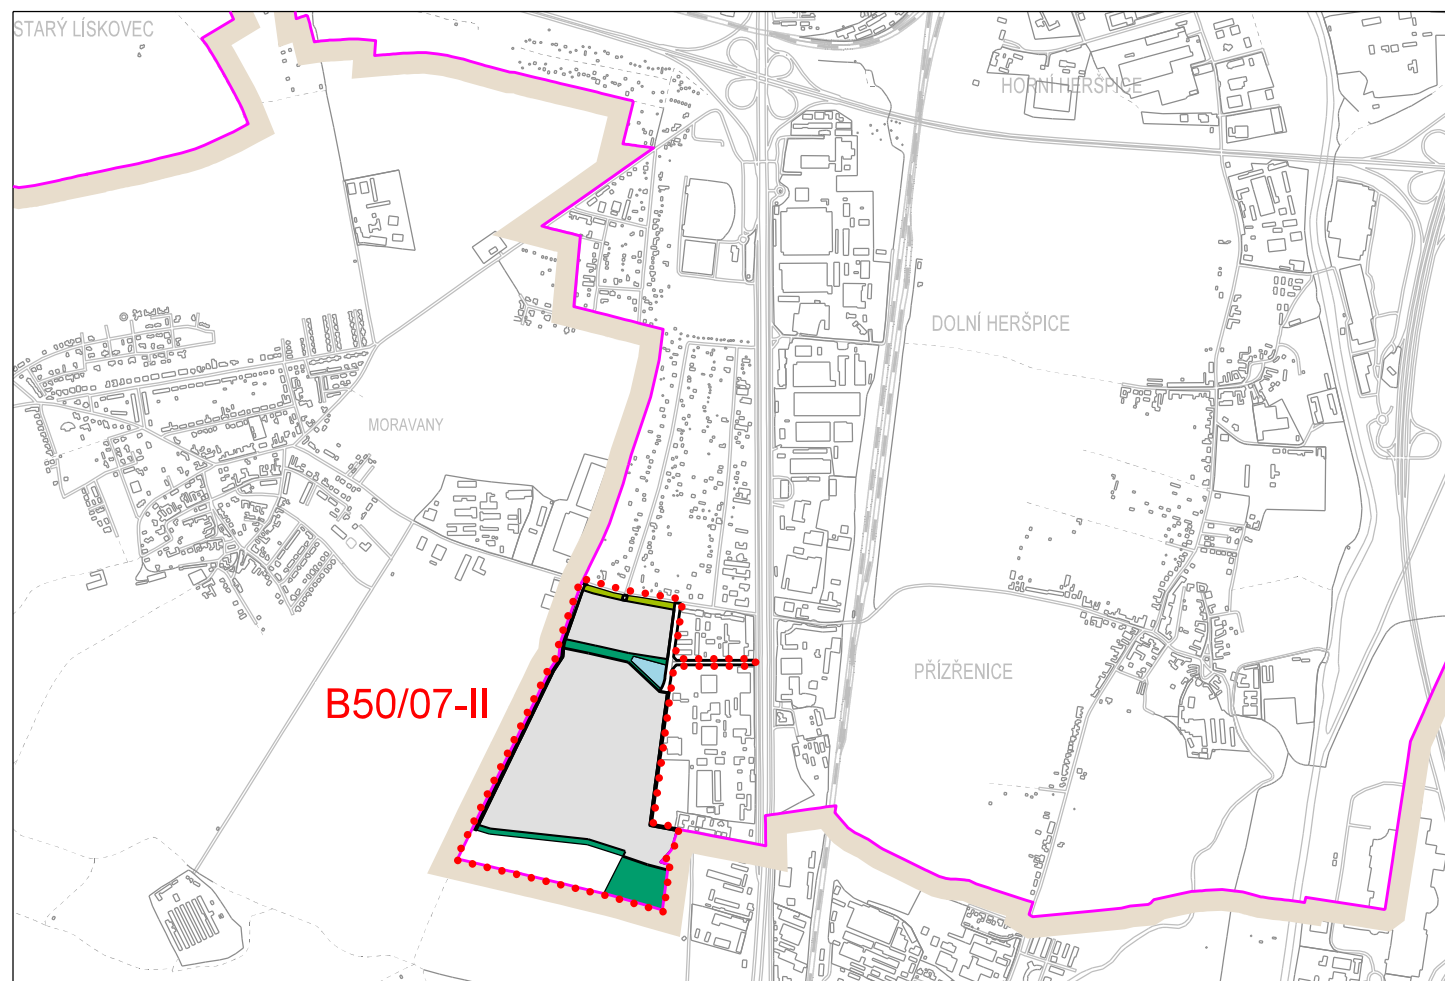 STARÝ LÍSKOVEC
HORNÍ HERŠPICE
DOLNÍ HERŠPICE
MORAVANY
PŘÍZŘENICE
B50/07-II